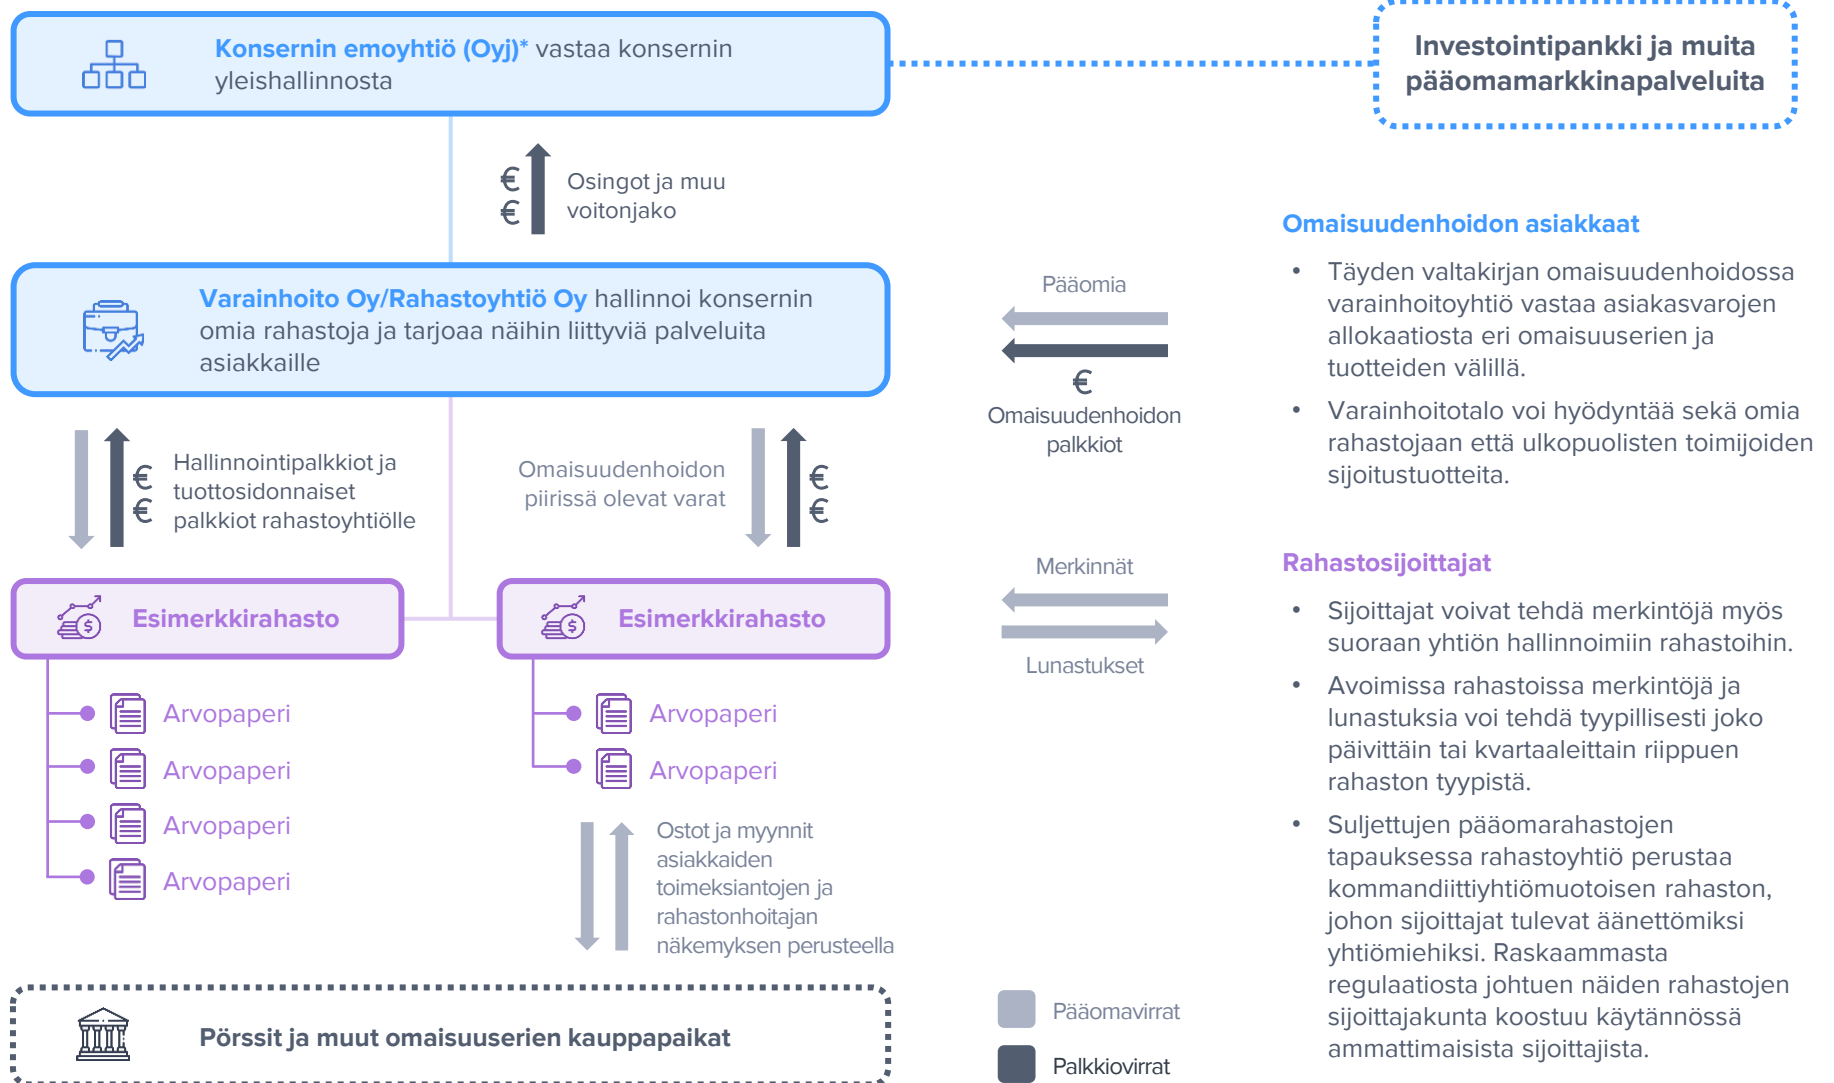 Konsernin emoyhtiö (Oyj)* vastaa konsernin
yleishallinnosta
Investointipankki ja muita
pääomamarkkinapalveluita
€
€
Osingot ja muu
voitonjako
Varainhoito Oy/Rahastoyhtiö Oy hallinnoi konsernin
omia rahastoja ja tarjoaa näihin liittyviä palveluita
asiakkaille
Pääomia
€
Omaisuudenhoidon
palkkiot
Omaisuudenhoidon asiakkaat
• Täyden valtakirjan omaisuudenhoidossa
varainhoitoyhtiö vastaa asiakasvarojen
allokaatiosta eri omaisuuserien ja
tuotteiden välillä.
• Varainhoitotalo voi hyödyntää sekä omia
rahastojaan että ulkopuolisten toimijoiden
sijoitustuotteita.
€
€
Hallinnointipalkkiot ja
tuottosidonnaiset
palkkiot rahastoyhtiölle
Omaisuudenhoidon
piirissä olevat varat
€
€
$ Esimerkkirahasto
$ Esimerkkirahasto
Merkinnät
Lunastukset
Rahastosijoittajat
• Sijoittajat voivat tehdä merkintöjä myös
suoraan yhtiön hallinnoimiin rahastoihin.
• Avoimissa rahastoissa merkintöjä ja
lunastuksia voi tehdä tyypillisesti joko
päivittäin tai kvartaaleittain riippuen
rahaston tyypistä.
• Suljettujen pääomarahastojen
tapauksessa rahastoyhtiö perustaa
kommandiittiyhtiömuotoisen rahaston,
johon sijoittajat tulevat äänettömiksi
yhtiömiehiksi. Raskaammasta
regulaatiosta johtuen näiden rahastojen
sijoittajakunta koostuu käytännössä
ammattimaisista sijoittajista.
Arvopaperi
Arvopaperi
Arvopaperi
Arvopaperi
Arvopaperi
Arvopaperi
Ostot ja myynnit
asiakkaiden
toimeksiantojen ja
rahastonhoitajan
näkemyksen perusteella
Pörssit ja muut omaisuuserien kauppapaikat
Pääomavirrat
Palkkiovirrat